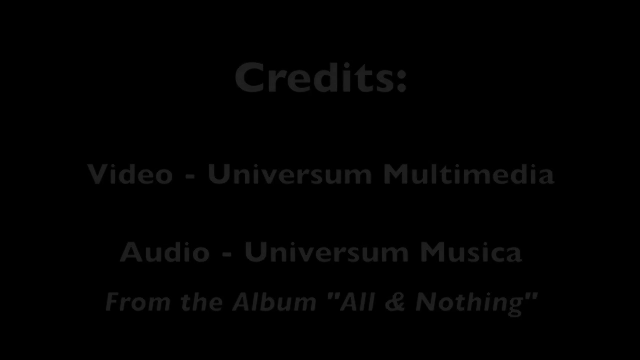 Credits:
Video - Universum Multimedia
Audio - Universum Musica
From the Album "All & Nothing"